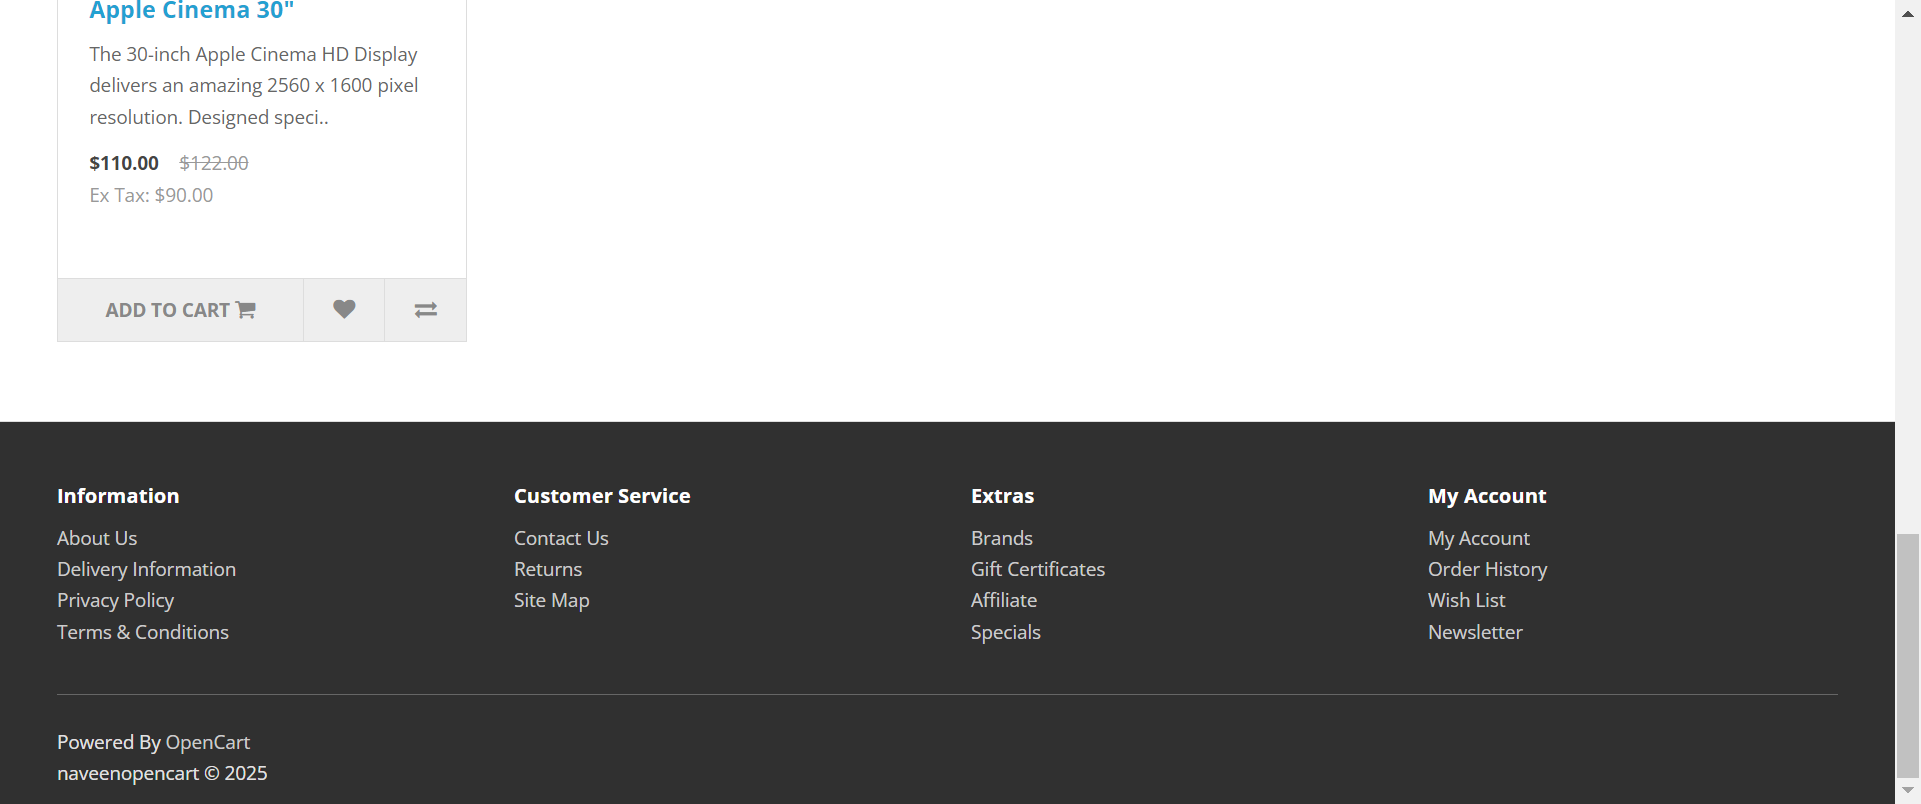 Apple Cinema 30"
The 30-inch Apple Cinema HD Display
delivers an amazing 2560 x 1600 pixel
resolution. Designed speci..
$110.00 $122.00
Ex Tax: $90.00
ADD TO CART
Information
About Us
Delivery Information
Privacy Policy
Terms & Conditions
Customer Service
Contact Us
Returns
Site Map
Extras
Brands
Gift Certificates
Affiliate
Specials
My Account
My Account
Order History
Wish List
Newsletter
Powered By OpenCart
naveenopencart © 2025